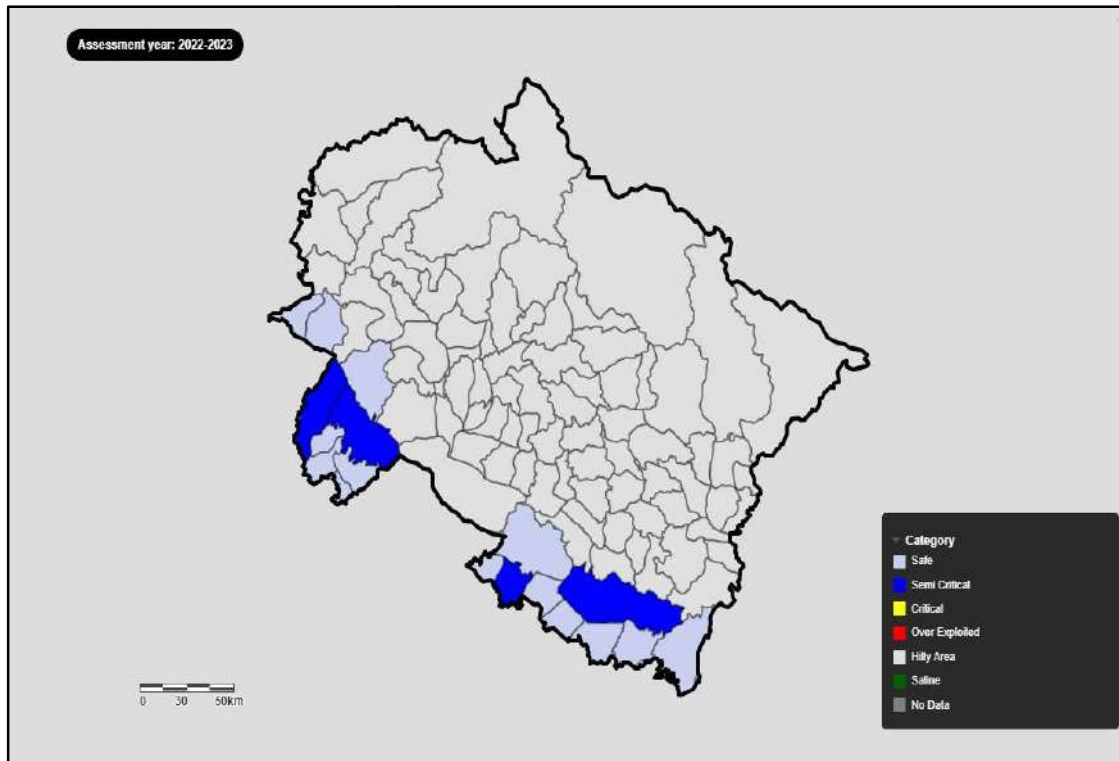 Assessment year: 2022-2023
Category
Safe
Semi Critical
Critical
Over Exploited
Hilly Area
Saline
No Data
0 30 60km